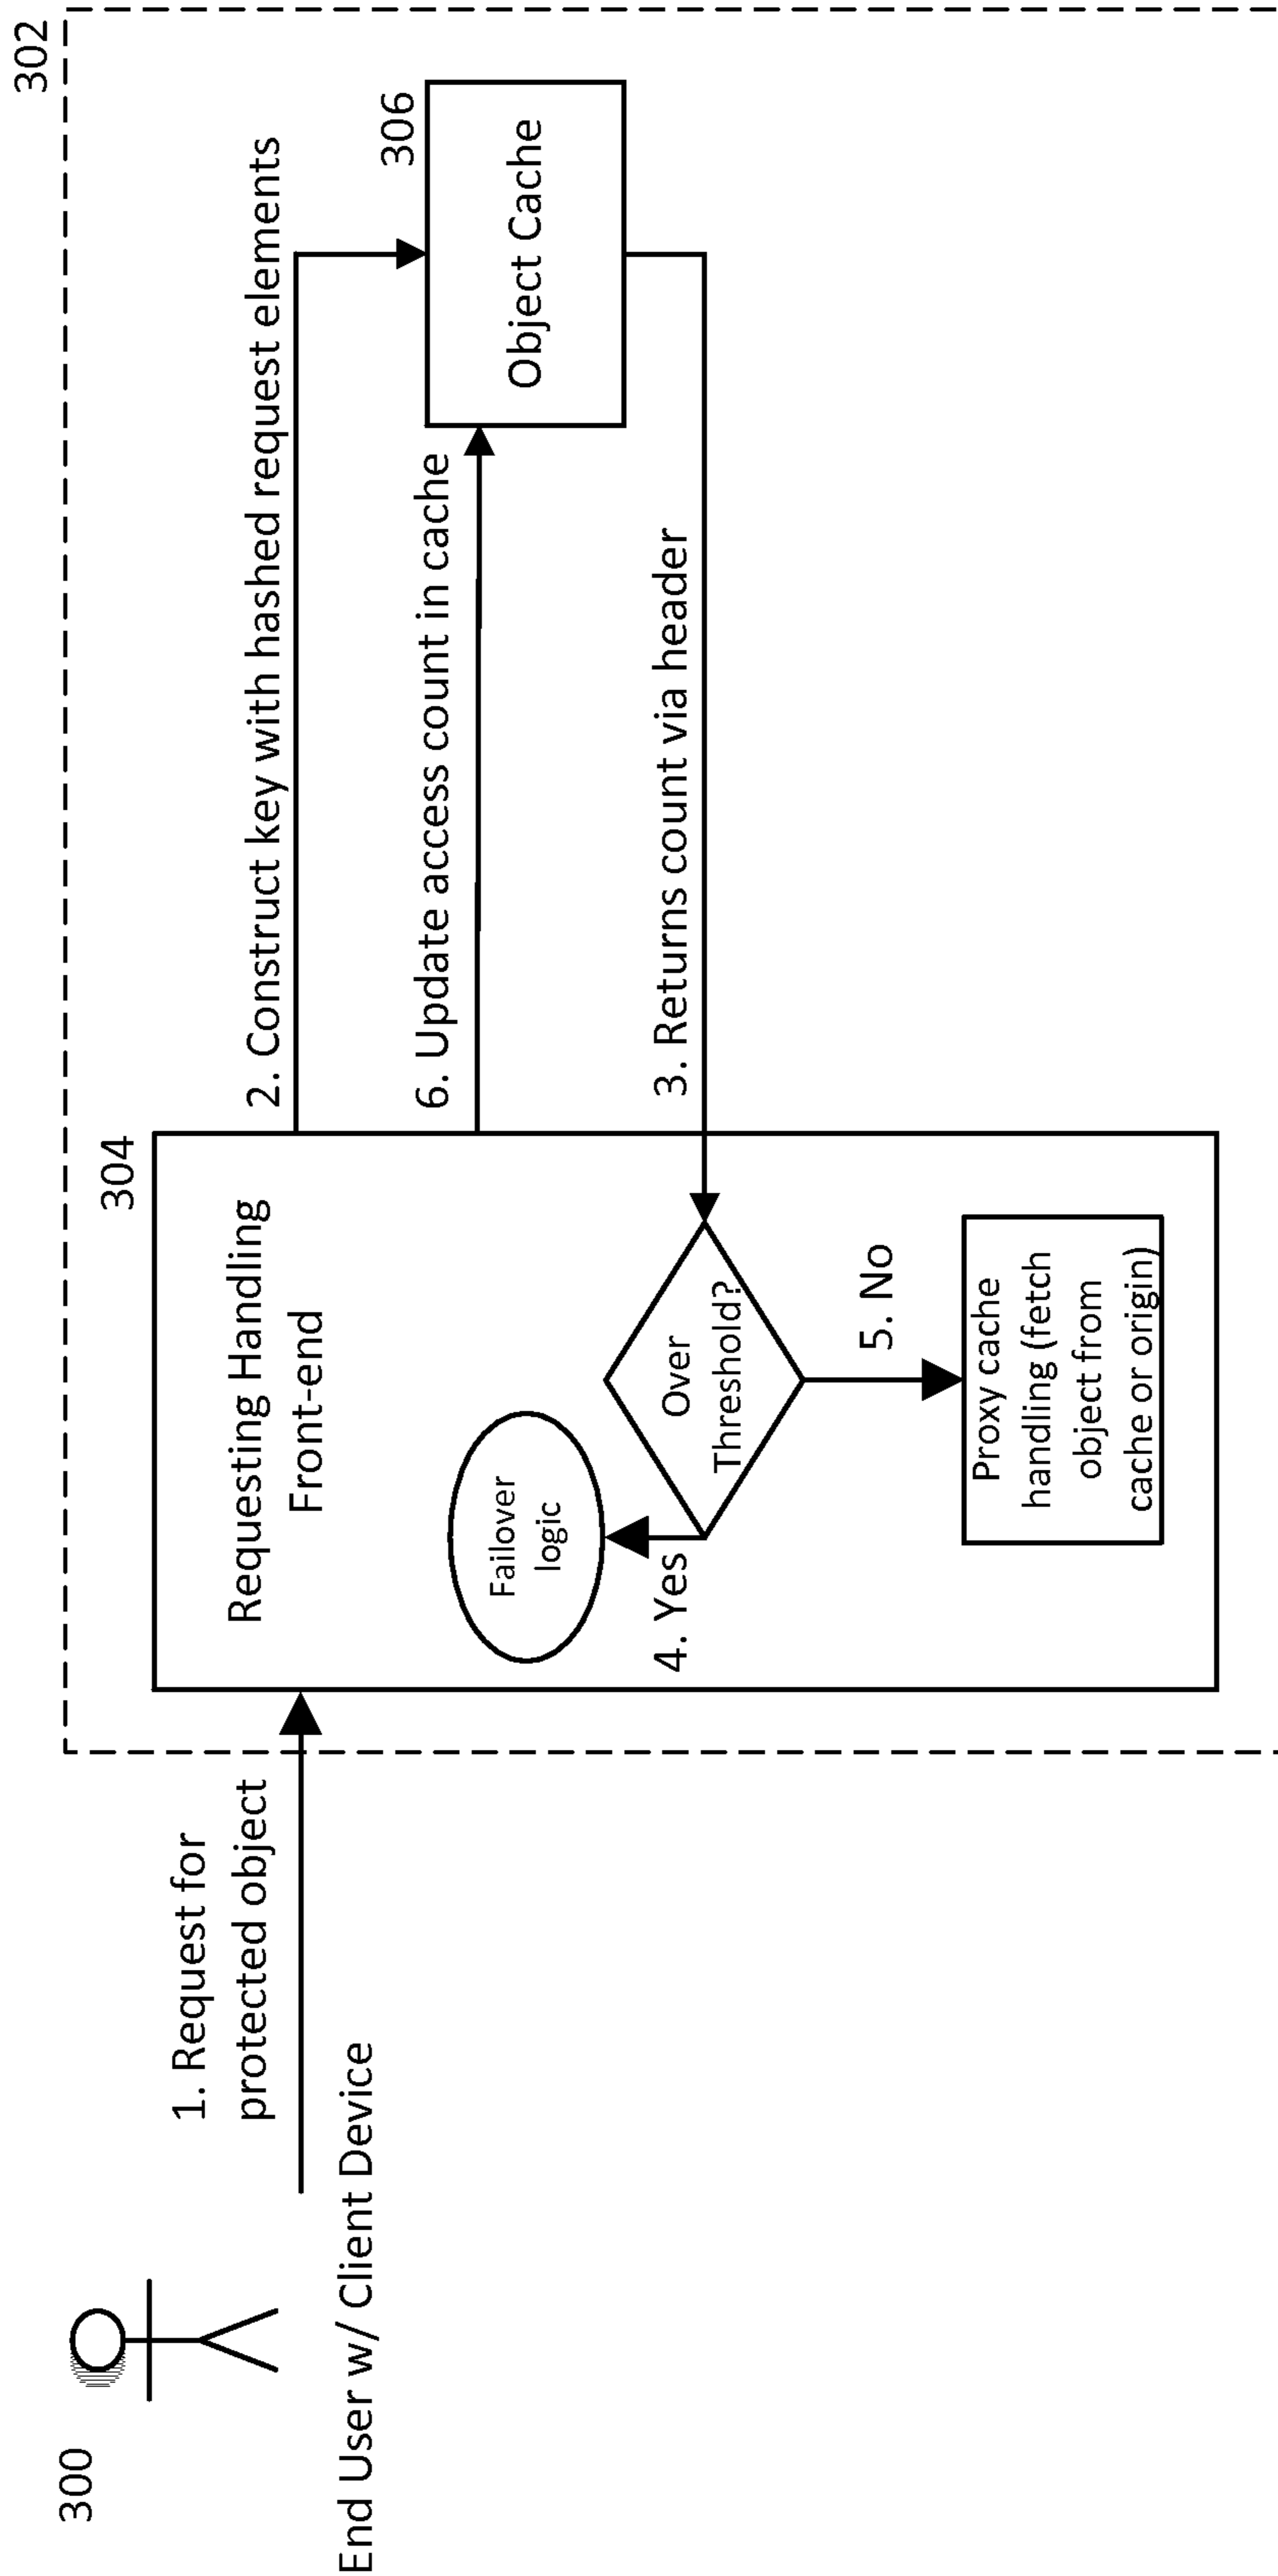 302
304
306
300
1. Request for
protected object
End User w/ Client Device
Requesting Handling
Front-end
2. Construct key with hashed request elements
6. Update access count in cache
3. Returns count via header
Object Cache
Failover
logic
4. Yes
Over
Threshold?
5. No
Proxy cache
handling (fetch
object from
cache or origin)